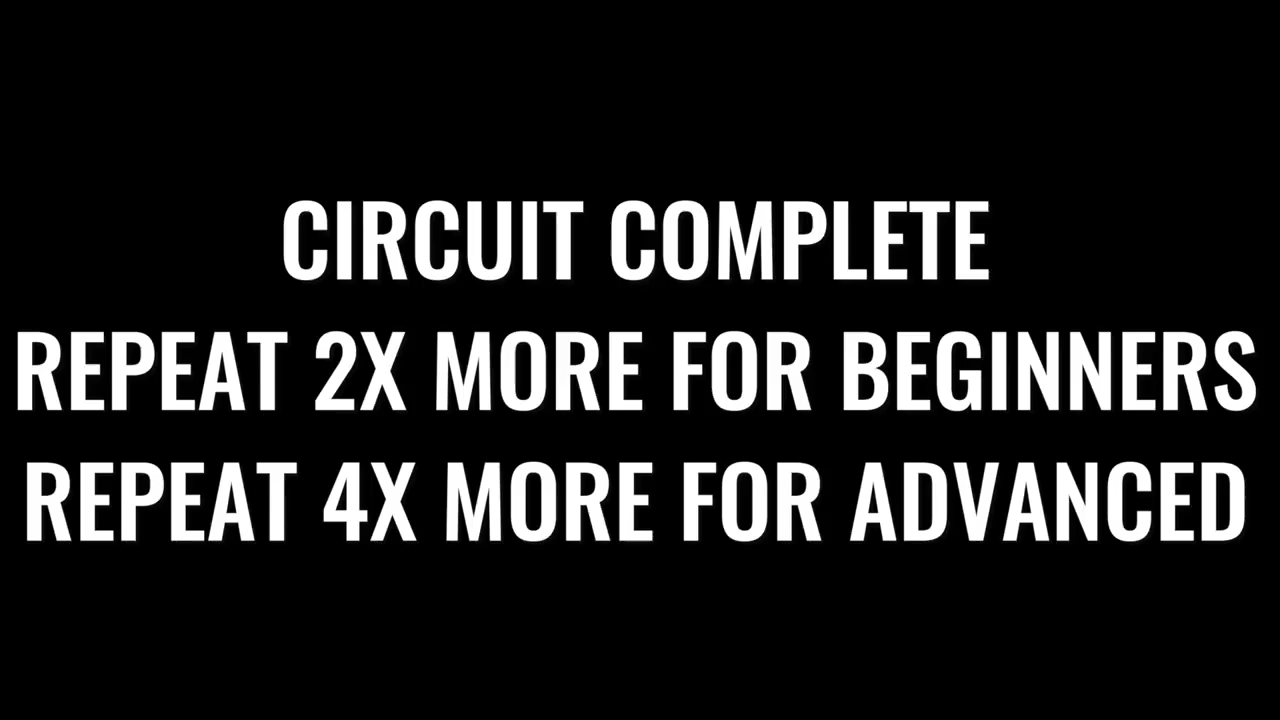 CIRCUIT COMPLETE
REPEAT 2X MORE FOR BEGINNERS
REPEAT 4X MORE FOR ADVANCED